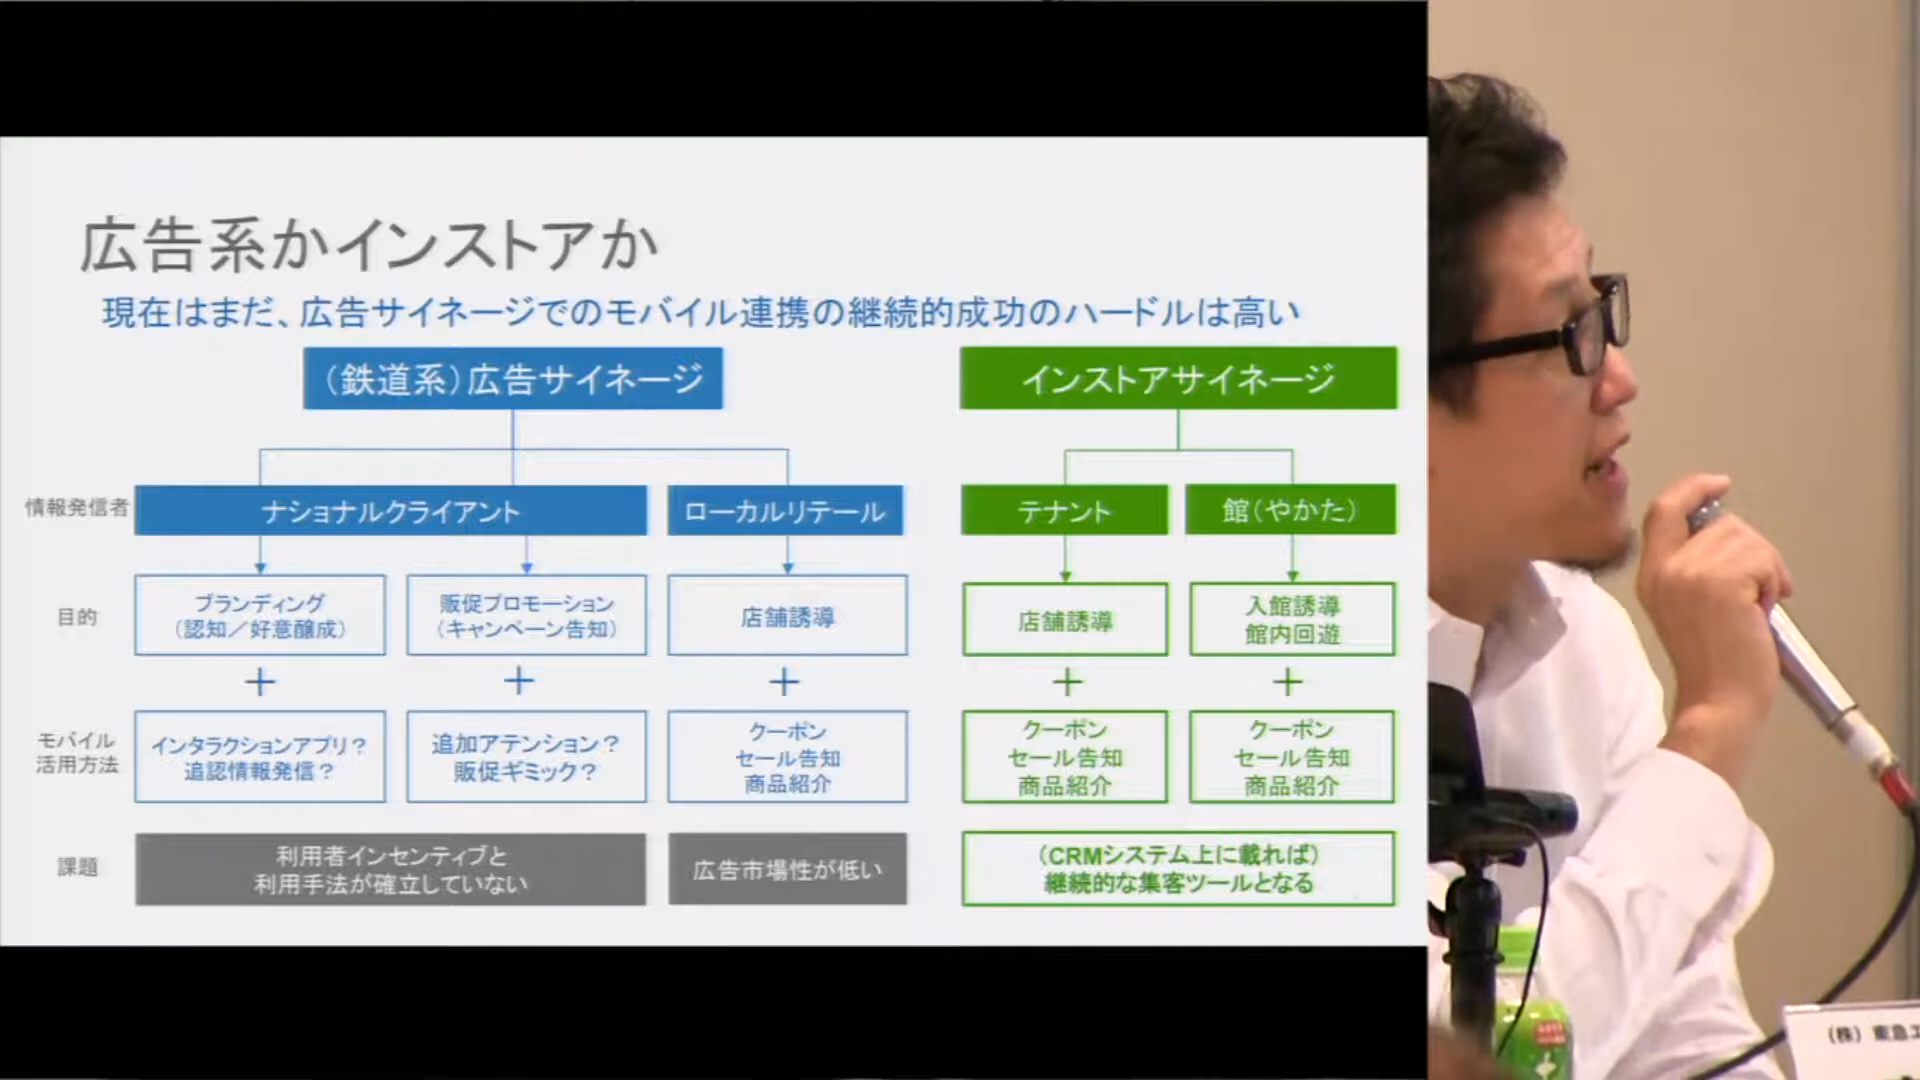 広告系かインストアか
現在はまだ、広告サイネージでのモバイル連携の継続的成功のハードルは高い
（鉄道系）広告サイネージ
インストアサイネージ
情報発信者
ナショナルクライアント
ローカルリテール
テナント
館（やかた）
目的
ブランディング
（認知／好意醸成）
販促プロモーション
（キャンペーン告知）
店舗誘導
店舗誘導
入館誘導
館内回遊
＋
＋
＋
＋
＋
モバイル
活用方法
インタラクションアプリ？
追認情報発信？
追加アテンション？
販促ギミック？
クーポン
セール告知
商品紹介
クーポン
セール告知
商品紹介
クーポン
セール告知
商品紹介
課題
利用者インセンティブと
利用手法が確立していない
広告市場性が低い
（CRMシステム上に載れば）
継続的な集客ツールとなる
（株）東急エ